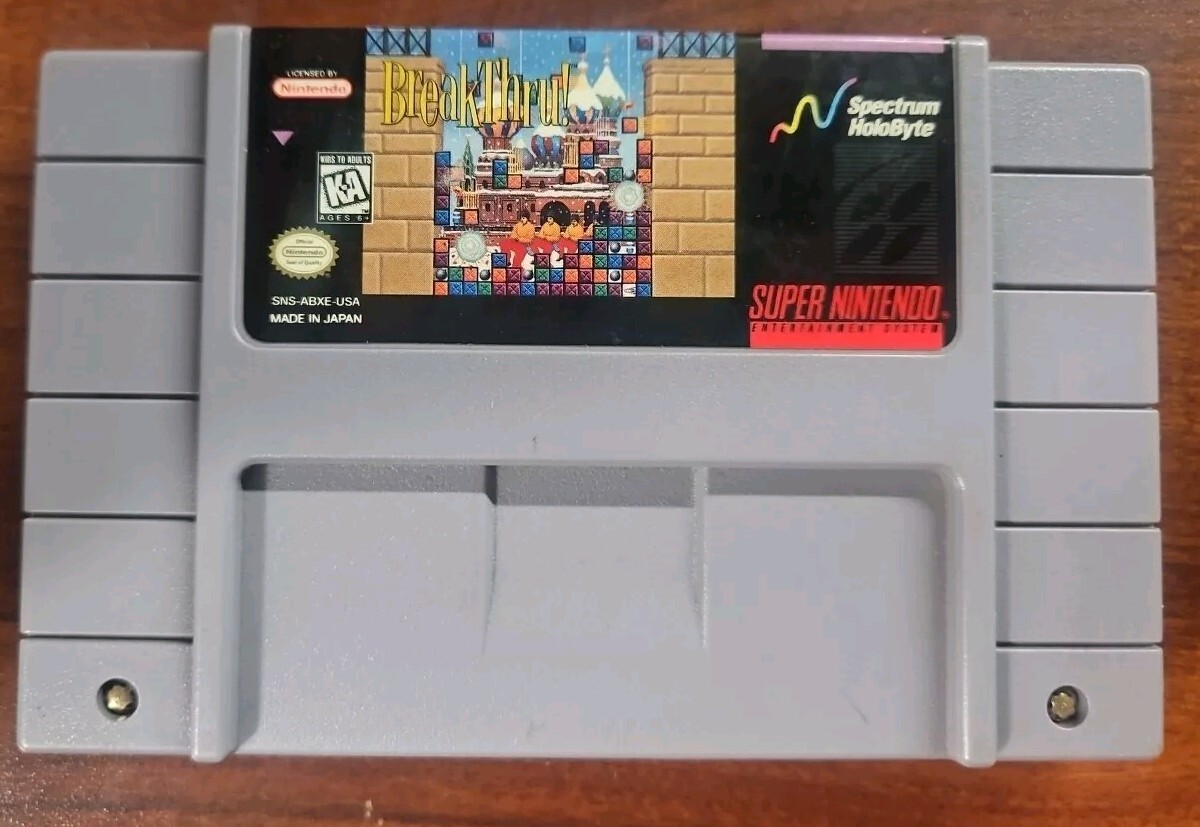 LICENSED BY
Nintendo
BreakThru!
Spectrum
HoloByte
KIDS TO ADULTS
K-A
AGES 6+
Official
Nintendo
Seal of Quality
SNS-ABXE-USA
MADE IN JAPAN
SUPER NINTENDO
ENTERTAINMENT SYSTEM